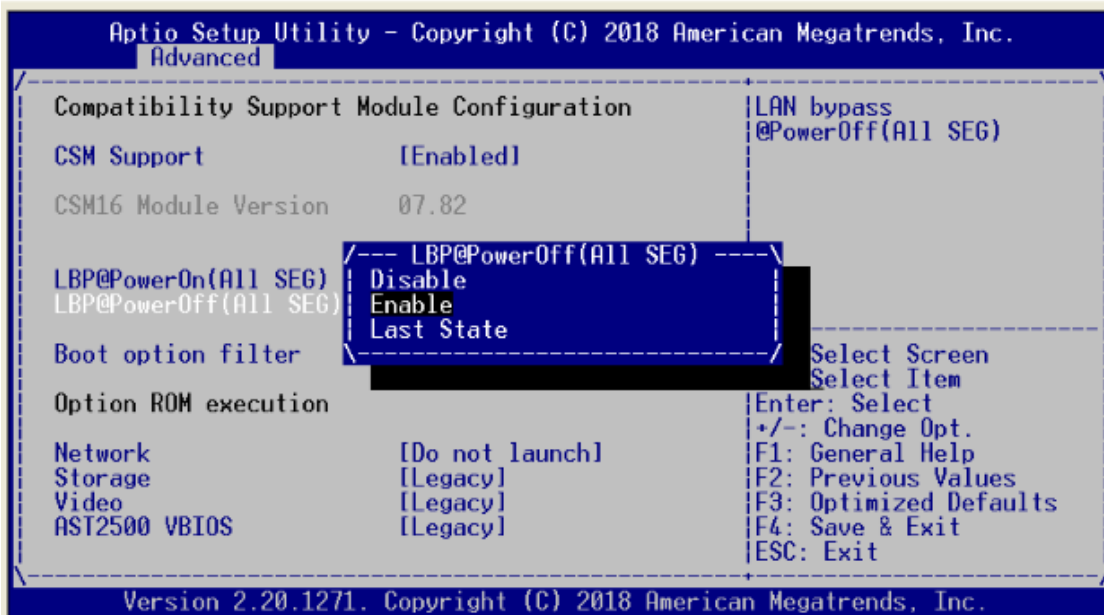 Aptio Setup Utility - Copyright (C) 2018 American Megatrends, Inc.
Advanced
Compatibility Support Module Configuration
CSM Support [Enabled]
CSM16 Module Version 07.82
LBP@PowerOn(All SEG)
LBP@PowerOff(All SEG)
Boot option filter
Option ROM execution
Network [Do not launch]
Storage [Legacy]
Video [Legacy]
AST2500 VBIOS [Legacy]
LBP@PowerOff(All SEG)
Disable
Enable
Last State
LAN bypass
@PowerOff(All SEG)
Select Screen
Select Item
Enter: Select
+/-: Change Opt.
F1: General Help
F2: Previous Values
F3: Optimized Defaults
F4: Save & Exit
ESC: Exit
Version 2.20.1271. Copyright (C) 2018 American Megatrends, Inc.